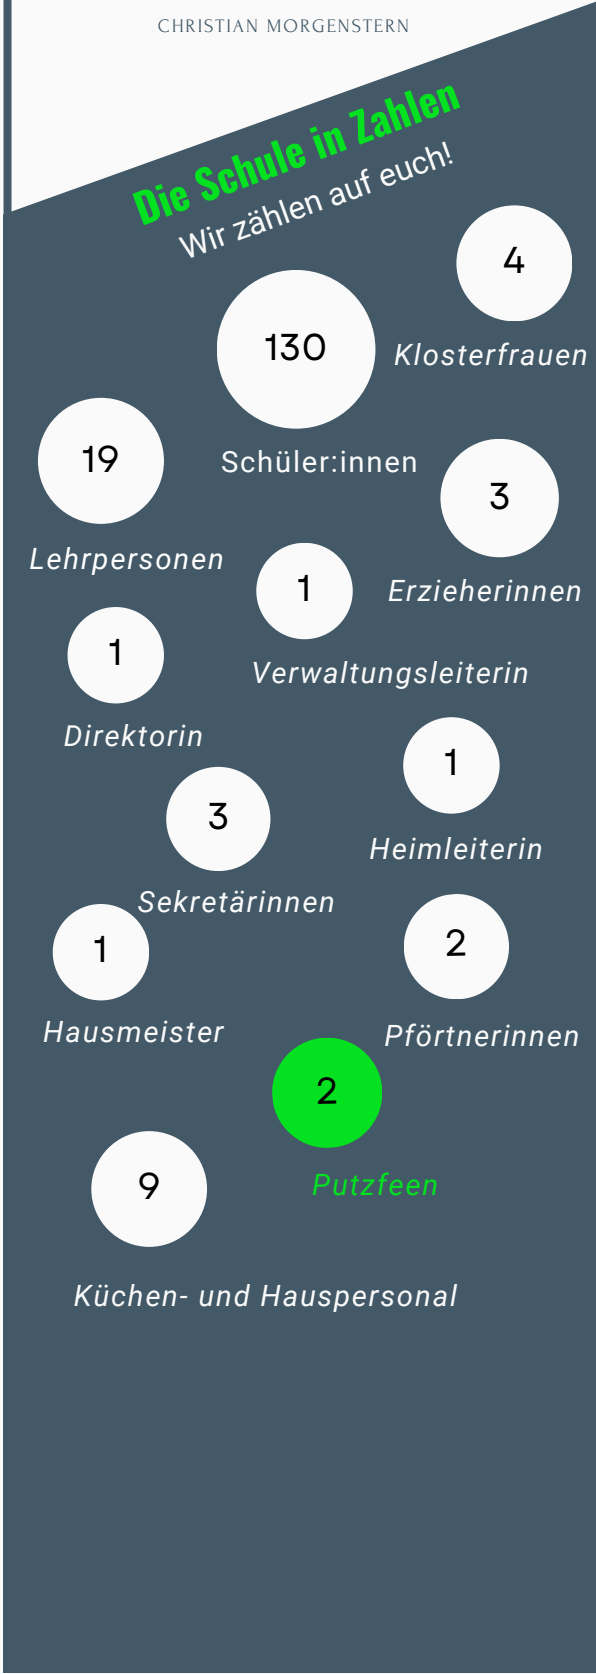 CHRISTIAN MORGENSTERN
Die Schule in Zahlen
Wir zählen auf euch!
4
Klosterfrauen
130
Schüler:innen
19
Lehrpersonen
3
Erzieherinnen
1
Verwaltungsleiterin
1
Direktorin
1
Heimleiterin
3
Sekretärinnen
2
Pförtnerinnen
1
Hausmeister
2
Putzfeen
9
Küchen- und Hauspersonal